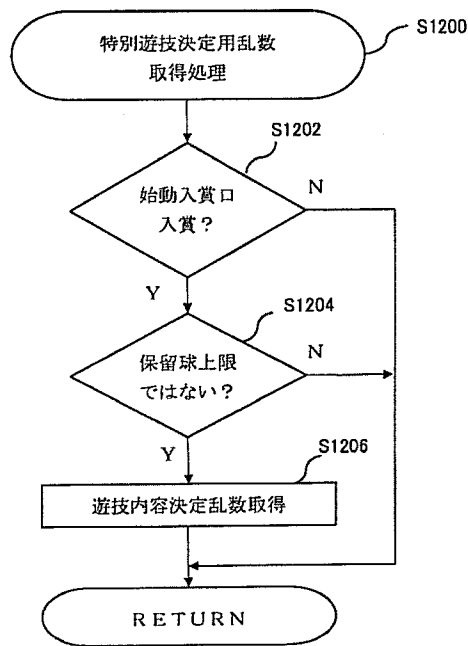 特別遊技決定用乱数
取得処理
S1200
S1202
始動入賞口
入賞？
N
Y
S1204
保留球上限
ではない？
N
Y
S1206
遊技内容決定乱数取得
RETURN